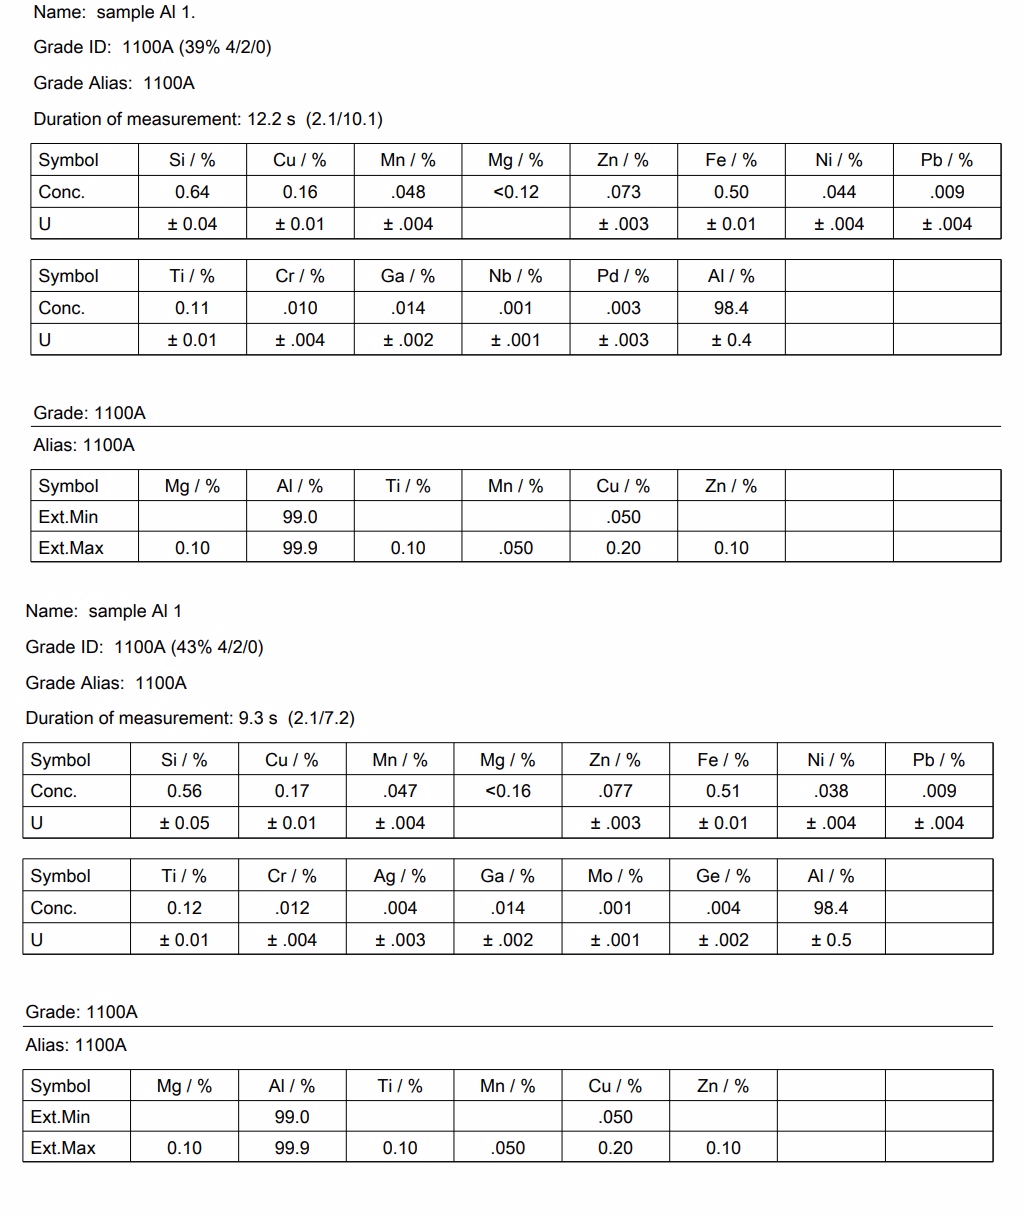 Name: sample Al 1.
Grade ID: 1100A (39% 4/2/0)
Grade Alias: 1100A
Duration of measurement: 12.2 s (2.1/10.1)
Symbol Si / % Cu / % Mn / % Mg / % Zn / % Fe / % Ni / % Pb / %
Conc. 0.64 0.16 .048 <0.12 .073 0.50 .044 .009
U ± 0.04 ± 0.01 ± .004 ± .003 ± 0.01 ± .004 ± .004
Symbol Ti / % Cr / % Ga / % Nb / % Pd / % Al / %
Conc. 0.11 .010 .014 .001 .003 98.4
U ± 0.01 ± .004 ± .002 ± .001 ± .003 ± 0.4
Grade: 1100A
Alias: 1100A
Symbol Mg / % Al / % Ti / % Mn / % Cu / % Zn / %
Ext.Min 99.0 .050
Ext.Max 0.10 99.9 0.10 .050 0.20 0.10
Name: sample Al 1
Grade ID: 1100A (43% 4/2/0)
Grade Alias: 1100A
Duration of measurement: 9.3 s (2.1/7.2)
Symbol Si / % Cu / % Mn / % Mg / % Zn / % Fe / % Ni / % Pb / %
Conc. 0.56 0.17 .047 <0.16 .077 0.51 .038 .009
U ± 0.05 ± 0.01 ± .004 ± .003 ± 0.01 ± .004 ± .004
Symbol Ti / % Cr / % Ag / % Ga / % Mo / % Ge / % Al / %
Conc. 0.12 .012 .004 .014 .001 .004 98.4
U ± 0.01 ± .004 ± .003 ± .002 ± .001 ± .002 ± 0.5
Grade: 1100A
Alias: 1100A
Symbol Mg / % Al / % Ti / % Mn / % Cu / % Zn / %
Ext.Min 99.0 .050
Ext.Max 0.10 99.9 0.10 .050 0.20 0.10